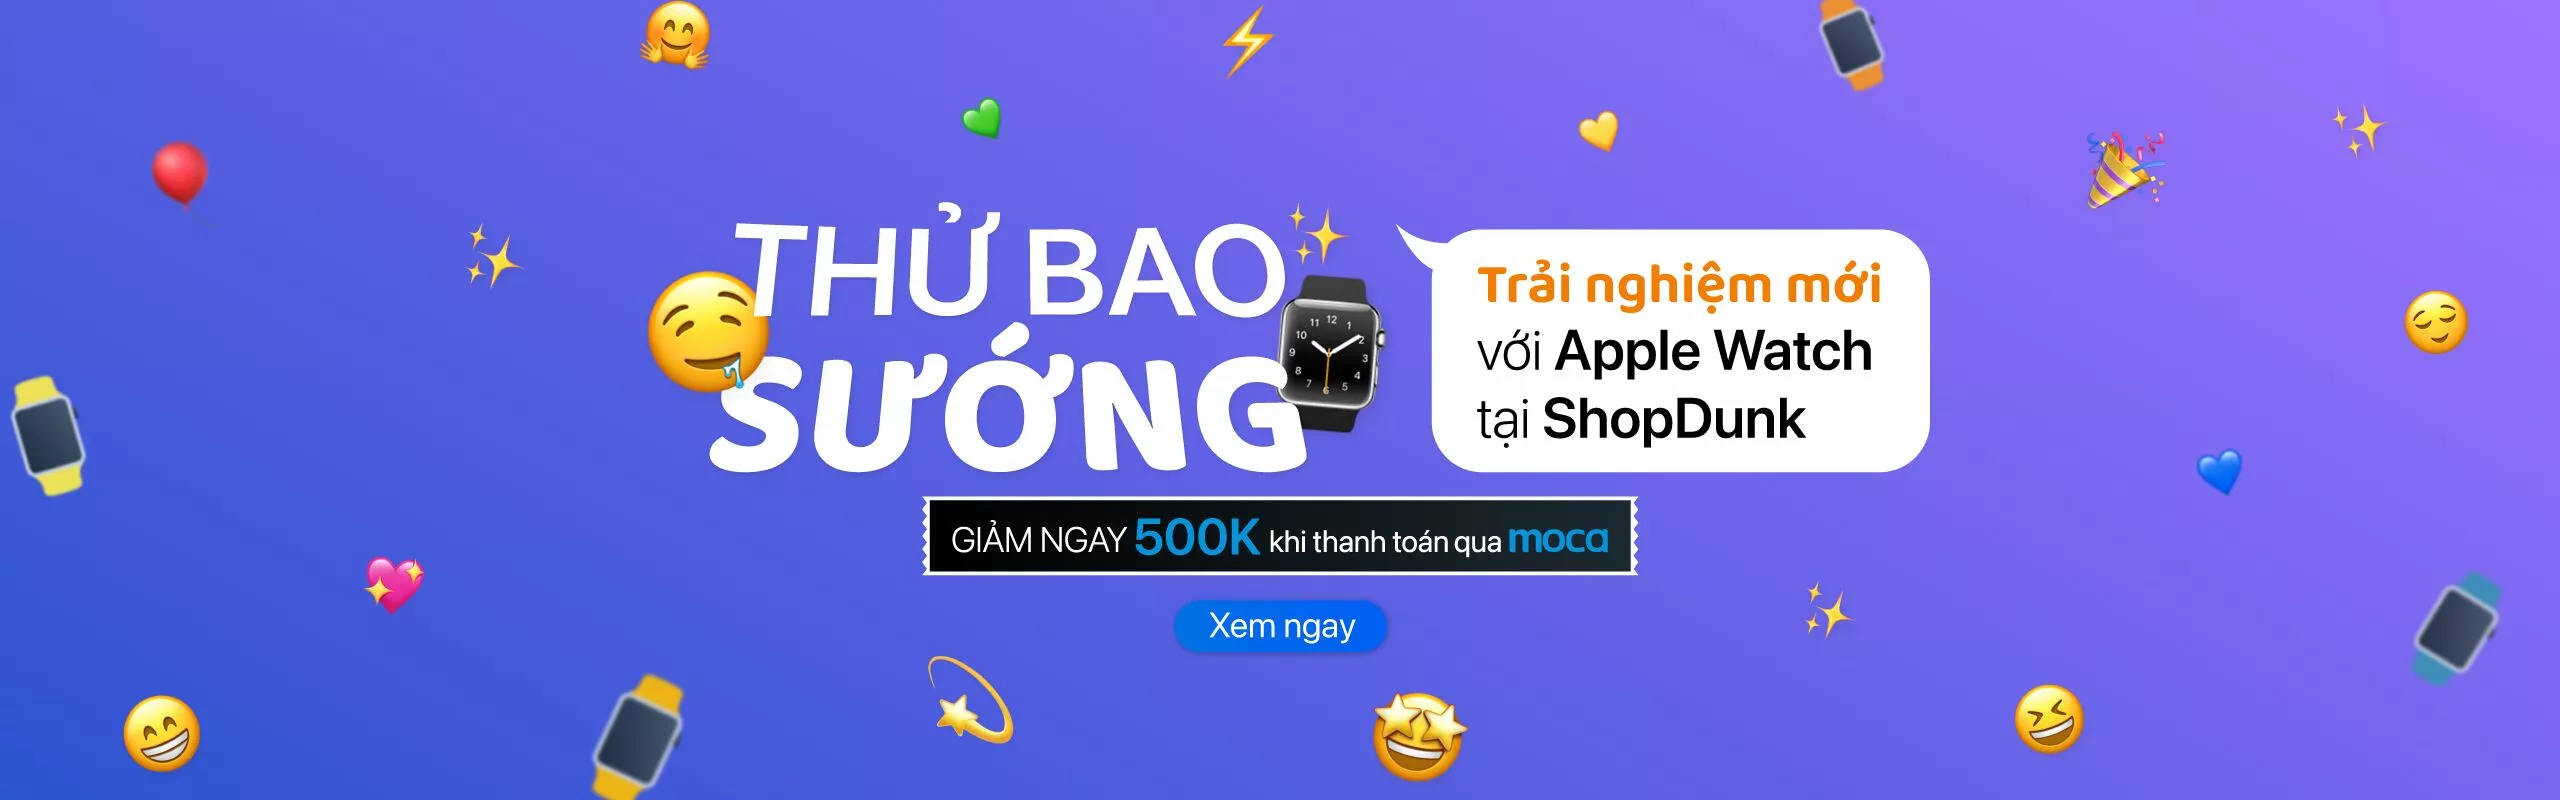 THỬ BAO
SƯỚNG
Trải nghiệm mới
với Apple Watch
tại ShopDunk
GIẢM NGAY 500K khi thanh toán qua moca
Xem ngay